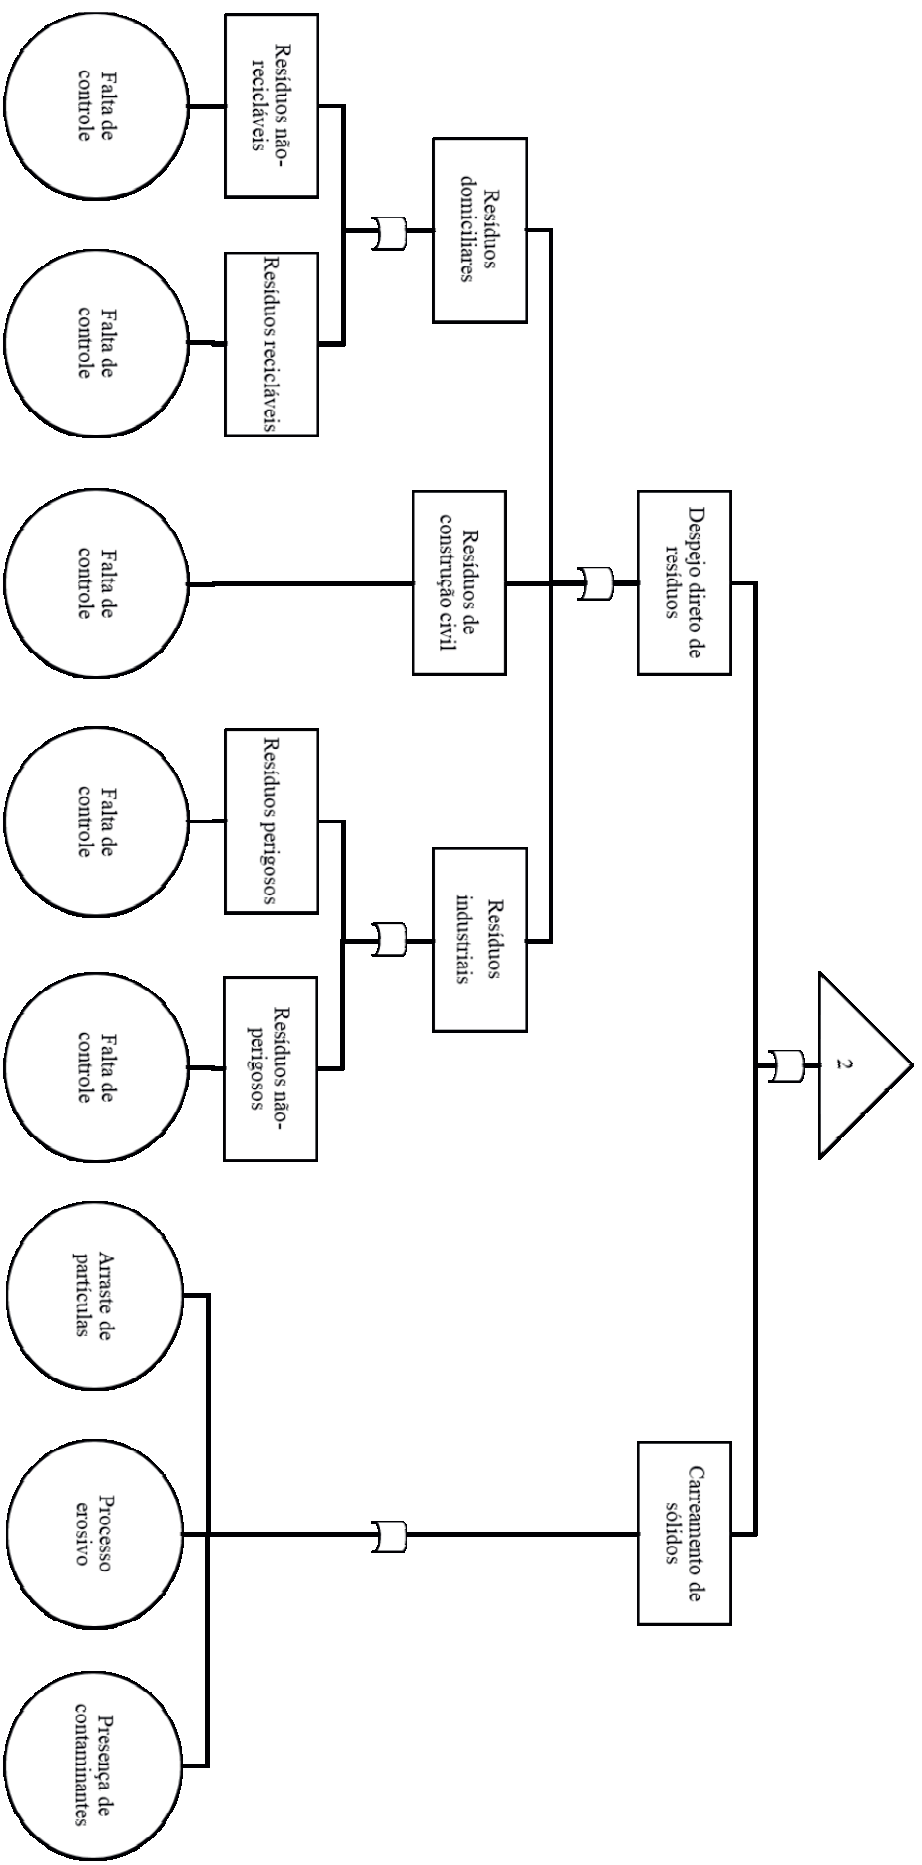 2
Despejo direto de
resíduos
Carreamento de
sólidos
Resíduos
domiciliares
Resíduos de
construção civil
Resíduos
industriais
Resíduos não-
recicláveis
Resíduos recicláveis
Resíduos perigosos
Resíduos não-
perigosos
Falta de
controle
Falta de
controle
Falta de
controle
Falta de
controle
Falta de
controle
Arraste de
partículas
Processo
erosivo
Presença de
contaminantes